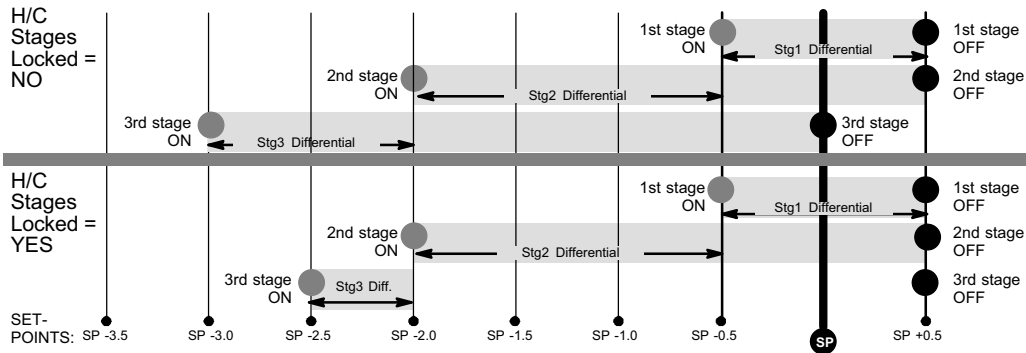 H/C
Stages
Locked =
NO
1st stage
ON
Stg1 Differential
1st stage
OFF
2nd stage
ON
Stg2 Differential
2nd stage
OFF
3rd stage
ON
Stg3 Differential
3rd stage
OFF
H/C
Stages
Locked =
YES
1st stage
ON
Stg1 Differential
1st stage
OFF
2nd stage
ON
Stg2 Differential
2nd stage
OFF
3rd stage
ON
Stg3 Diff.
3rd stage
OFF
SET-
POINTS: SP -3.5 SP -3.0 SP -2.5 SP -2.0 SP -1.5 SP -1.0 SP -0.5 SP SP +0.5